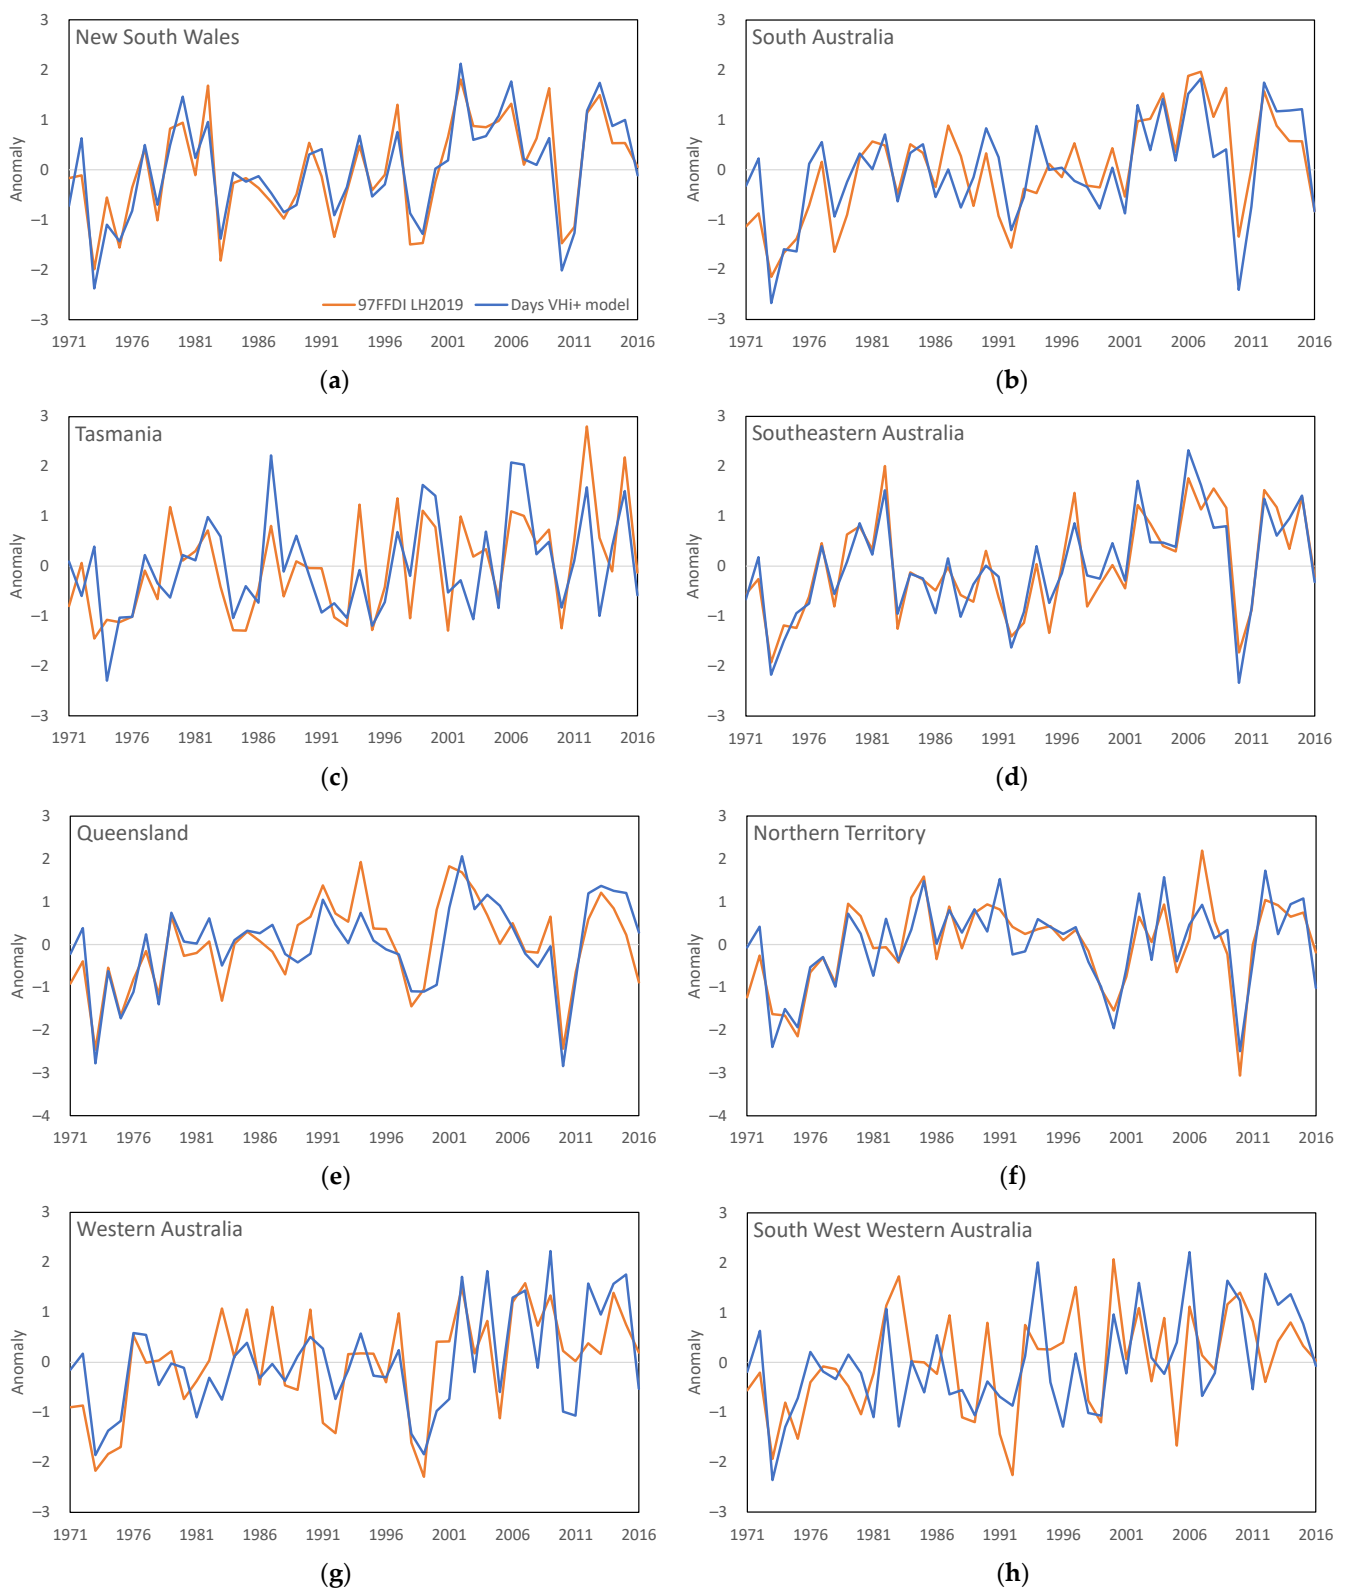 New South Wales
Anomaly
3
2
1
0
−1
−2
−3
97FFDI LH2019 Days VHi+ model
1971 1976 1981 1986 1991 1996 2001 2006 2011 2016
(a)
South Australia
Anomaly
3
2
1
0
−1
−2
−3
1971 1976 1981 1986 1991 1996 2001 2006 2011 2016
(b)
Tasmania
Anomaly
3
2
1
0
−1
−2
−3
1971 1976 1981 1986 1991 1996 2001 2006 2011 2016
(c)
Southeastern Australia
Anomaly
3
2
1
0
−1
−2
−3
1971 1976 1981 1986 1991 1996 2001 2006 2011 2016
(d)
Queensland
Anomaly
3
2
1
0
−1
−2
−3
−4
1971 1976 1981 1986 1991 1996 2001 2006 2011 2016
(e)
Northern Territory
Anomaly
3
2
1
0
−1
−2
−3
−4
1971 1976 1981 1986 1991 1996 2001 2006 2011 2016
(f)
Western Australia
Anomaly
3
2
1
0
−1
−2
−3
1971 1976 1981 1986 1991 1996 2001 2006 2011 2016
(g)
South West Western Australia
Anomaly
3
2
1
0
−1
−2
−3
1971 1976 1981 1986 1991 1996 2001 2006 2011 2016
(h)